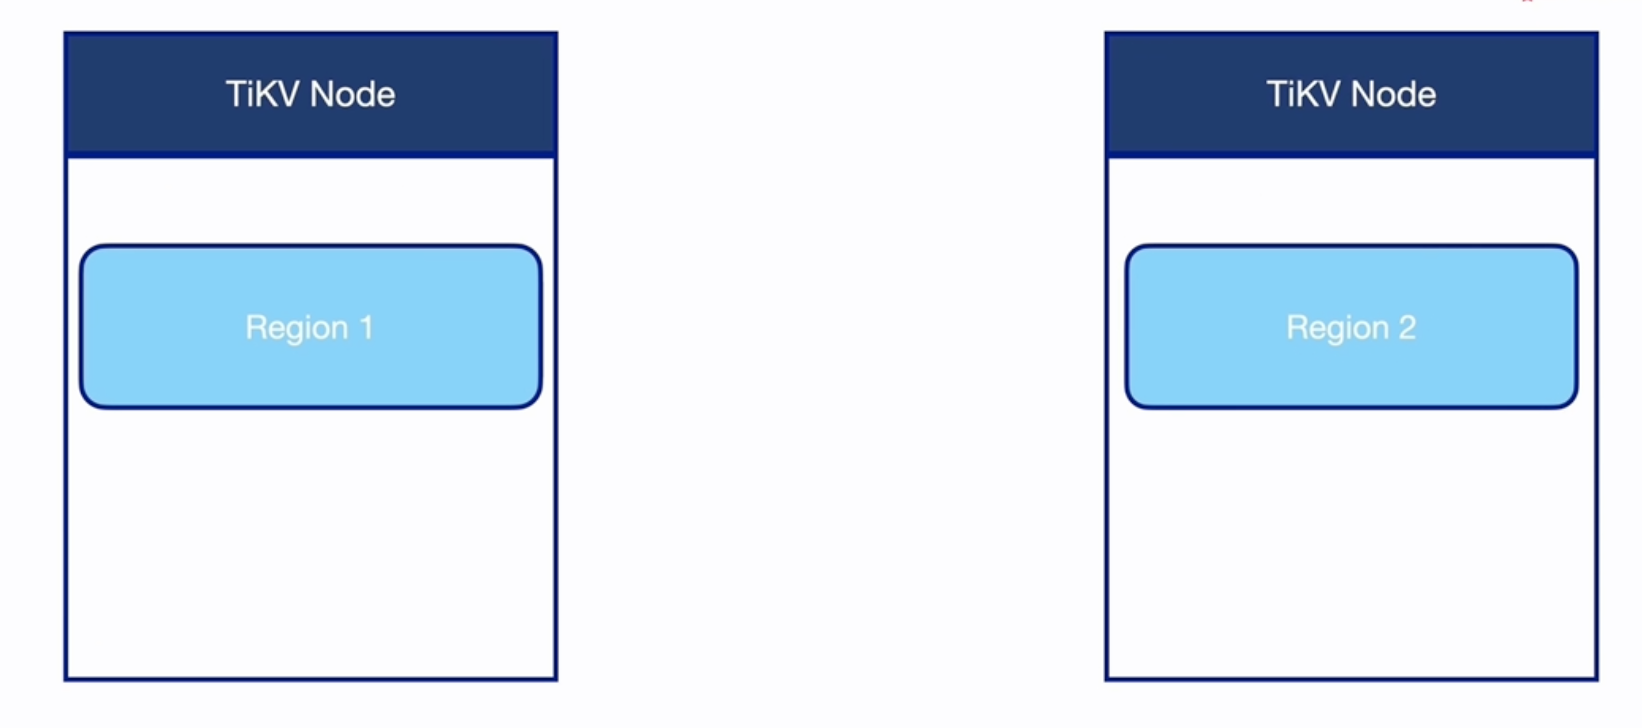 TiKV Node
TiKV Node
Region 1
Region 2